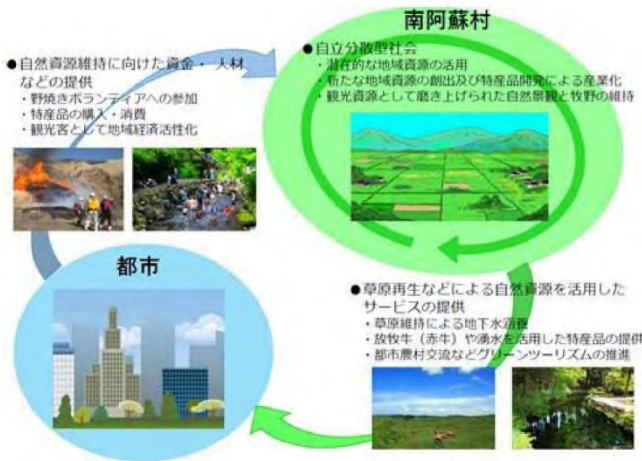 南阿蘇村
●自立分散型社会
・潜在的な地域資源の活用
・新たな地域資源の創出及び特産品開発による産業化
・観光資源として磨き上げられた自然景観と牧野の維持
●自然資源維持に向けた資金・ 人材
などの提供
・野焼きボランティアへの参加
・特産品の購入・消費
・観光客として地域経済活性化
都市
●草原再生などによる自然資源を活用した
サービスの提供
・草原維持による地下水涵養
・放牧牛（赤牛）や湧水を活用した特産品の提供
・都市農村交流などグリーンツーリズムの推進